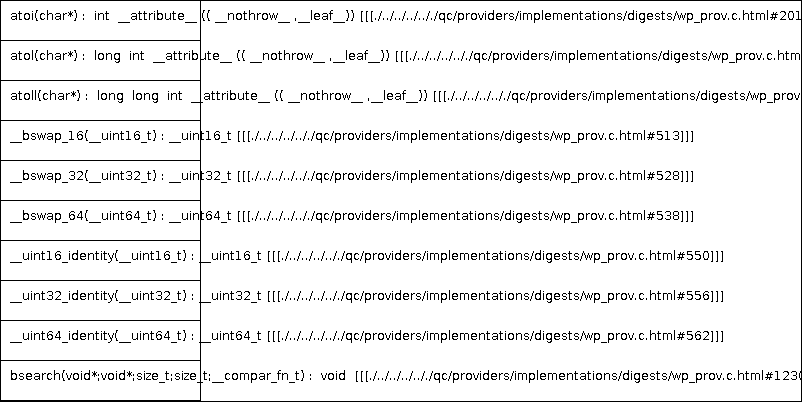 atoi(char*) : int __attribute__ (( __nothrow__ ,__leaf__)) [[[./../../../../qc/providers/implementations/digests/wp_prov.c.html#201
atol(char*) : long int __attribute__ (( __nothrow__ ,__leaf__)) [[[./../../../../qc/providers/implementations/digests/wp_prov.c.htm
atoll(char*) : long long int __attribute__ (( __nothrow__ ,__leaf__)) [[[./../../../../qc/providers/implementations/digests/wp_prov
__bswap_16(__uint16_t) : __uint16_t [[[./../../../../qc/providers/implementations/digests/wp_prov.c.html#513]]]
__bswap_32(__uint32_t) : __uint32_t [[[./../../../../qc/providers/implementations/digests/wp_prov.c.html#528]]]
__bswap_64(__uint64_t) : __uint64_t [[[./../../../../qc/providers/implementations/digests/wp_prov.c.html#538]]]
__uint16_identity(__uint16_t) : __uint16_t [[[./../../../../qc/providers/implementations/digests/wp_prov.c.html#550]]]
__uint32_identity(__uint32_t) : __uint32_t [[[./../../../../qc/providers/implementations/digests/wp_prov.c.html#556]]]
__uint64_identity(__uint64_t) : __uint64_t [[[./../../../../qc/providers/implementations/digests/wp_prov.c.html#562]]]
bsearch(void*;void*;size_t;size_t;__compar_fn_t) : void [[[./../../../../qc/providers/implementations/digests/wp_prov.c.html#1230